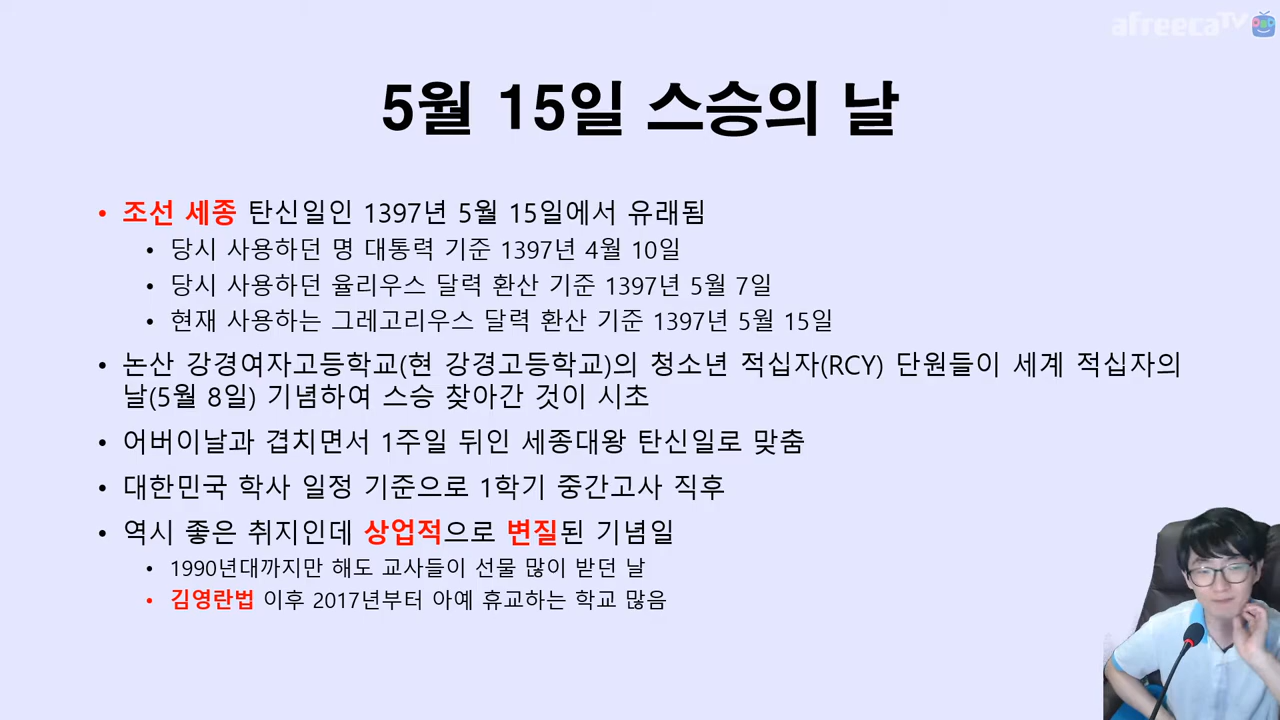 afreecaTV
5월 15일 스승의 날
• 조선 세종 탄신일인 1397년 5월 15일에서 유래됨
• 당시 사용하던 명 대통력 기준 1397년 4월 10일
• 당시 사용하던 율리우스 달력 환산 기준 1397년 5월 7일
• 현재 사용하는 그레고리우스 달력 환산 기준 1397년 5월 15일
• 논산 강경여자고등학교(현 강경고등학교)의 청소년 적십자(RCY) 단원들이 세계 적십자의
날(5월 8일) 기념하여 스승 찾아간 것이 시초
• 어버이날과 겹치면서 1주일 뒤인 세종대왕 탄신일로 맞춤
• 대한민국 학사 일정 기준으로 1학기 중간고사 직후
• 역시 좋은 취지인데 상업적으로 변질된 기념일
• 1990년대까지만 해도 교사들이 선물 많이 받던 날
• 김영란법 이후 2017년부터 아예 휴교하는 학교 많음